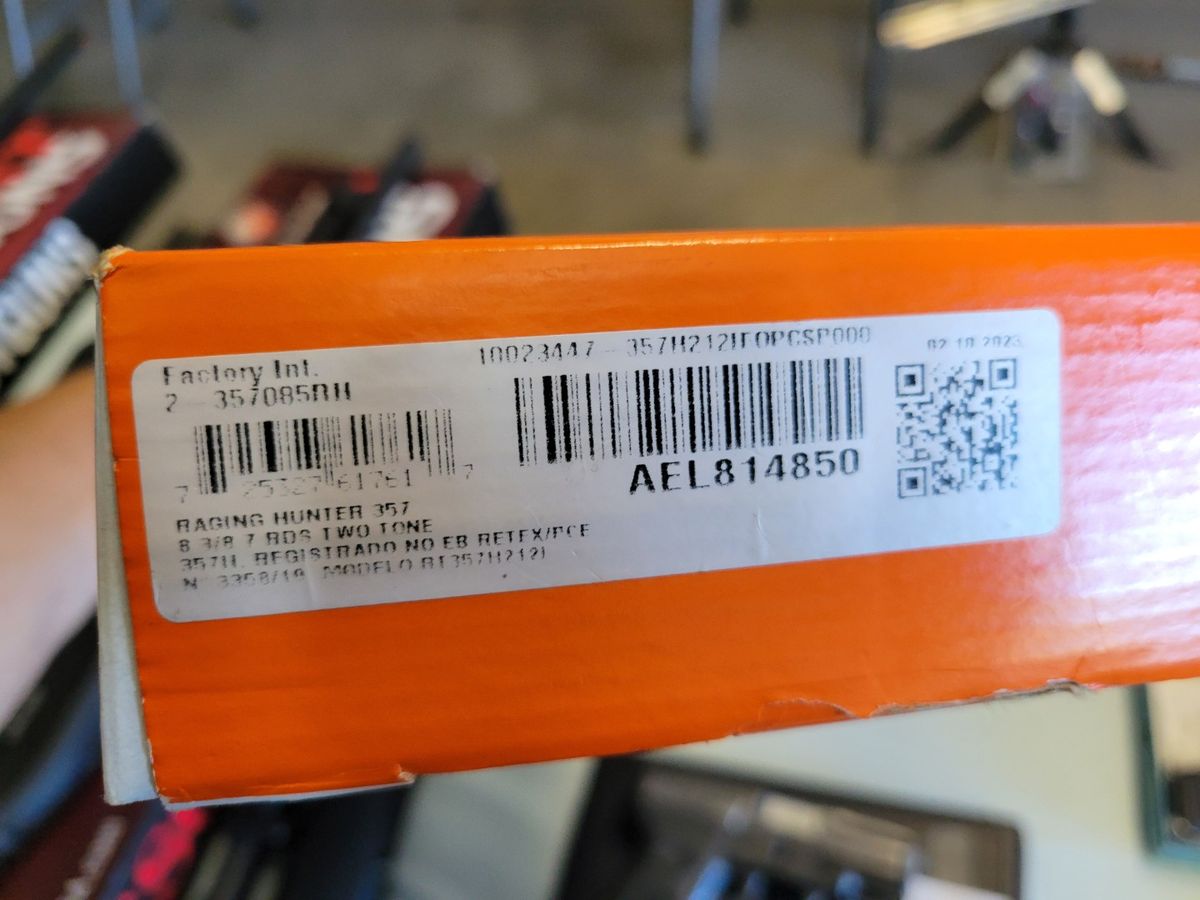 Factory Int.
2-357085RH
7 25327 61761 7
RAGING HUNTER 357
8 3/8 7 RDS TWO TONE
357H. REGISTRADO NO EB RETEX/PCE
Nº 3358/19 MODELO RT357H212I
10023447-357H212IFOPCSP000
AEL814850
02.10.2023